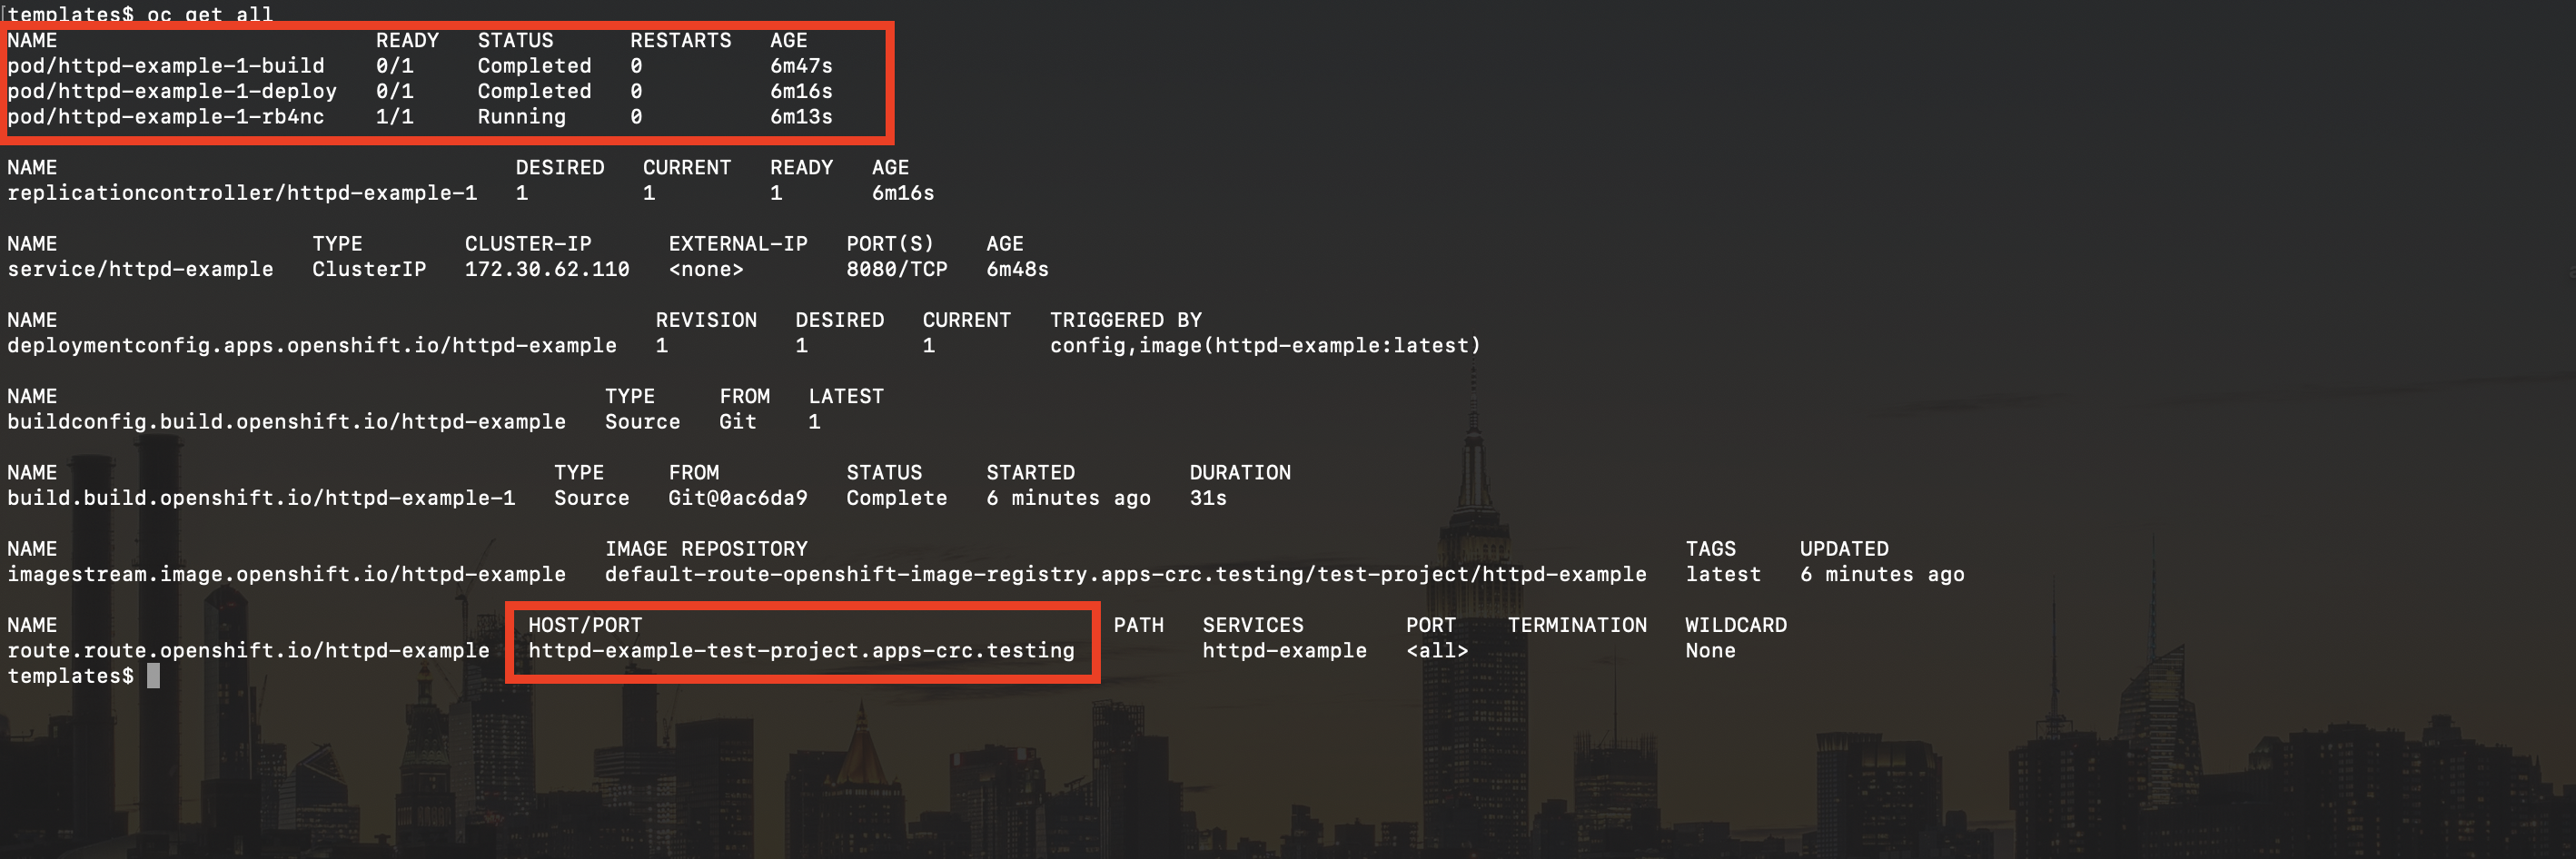 templates$ oc get all
NAME READY STATUS RESTARTS AGE
pod/httpd-example-1-build 0/1 Completed 0 6m47s
pod/httpd-example-1-deploy 0/1 Completed 0 6m16s
pod/httpd-example-1-rb4nc 1/1 Running 0 6m13s
NAME DESIRED CURRENT READY AGE
replicationcontroller/httpd-example-1 1 1 1 6m16s
NAME TYPE CLUSTER-IP EXTERNAL-IP PORT(S) AGE
service/httpd-example ClusterIP 172.30.62.110 <none> 8080/TCP 6m48s
NAME REVISION DESIRED CURRENT TRIGGERED BY
deploymentconfig.apps.openshift.io/httpd-example 1 1 1 config,image(httpd-example:latest)
NAME TYPE FROM LATEST
buildconfig.build.openshift.io/httpd-example Source Git 1
NAME TYPE FROM STATUS STARTED DURATION
build.build.openshift.io/httpd-example-1 Source Git@0ac6da9 Complete 6 minutes ago 31s
NAME IMAGE REPOSITORY TAGS UPDATED
imagestream.image.openshift.io/httpd-example default-route-openshift-image-registry.apps-crc.testing/test-project/httpd-example latest 6 minutes ago
NAME HOST/PORT PATH SERVICES PORT TERMINATION WILDCARD
route.route.openshift.io/httpd-example httpd-example-test-project.apps-crc.testing httpd-example <all> None
templates$